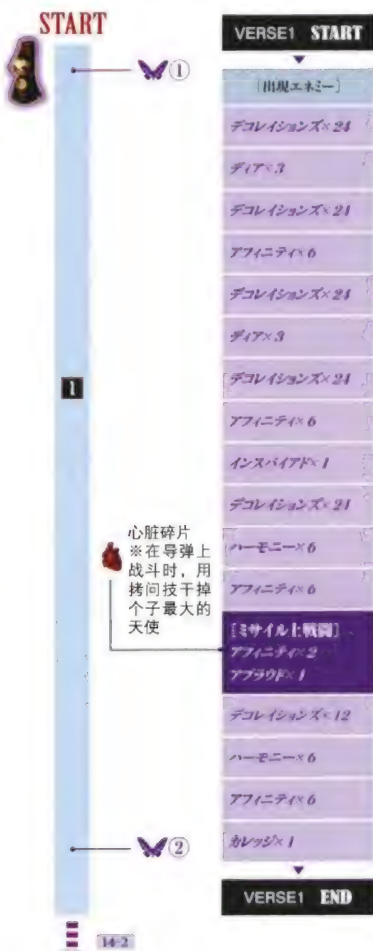 START
①
1
心脏碎片
※在导弹上
战斗时，用
拷问技干掉
个子最大的
天使
②
14-2
VERSE1 START
［出現エネミー］
デコレイションズ×24
ディア×3
デコレイションズ×24
アフィニティ×6
デコレイションズ×24
ディア×3
デコレイションズ×24
アフィニティ×6
インスパイアド×1
デコレイションズ×24
ハーモニー×6
アフィニティ×6
［ミサイル上戦闘］
アフィニティ×2
アプラウド×1
デコレイションズ×12
ハーモニー×6
アフィニティ×6
カレッジ×1
VERSE1 END